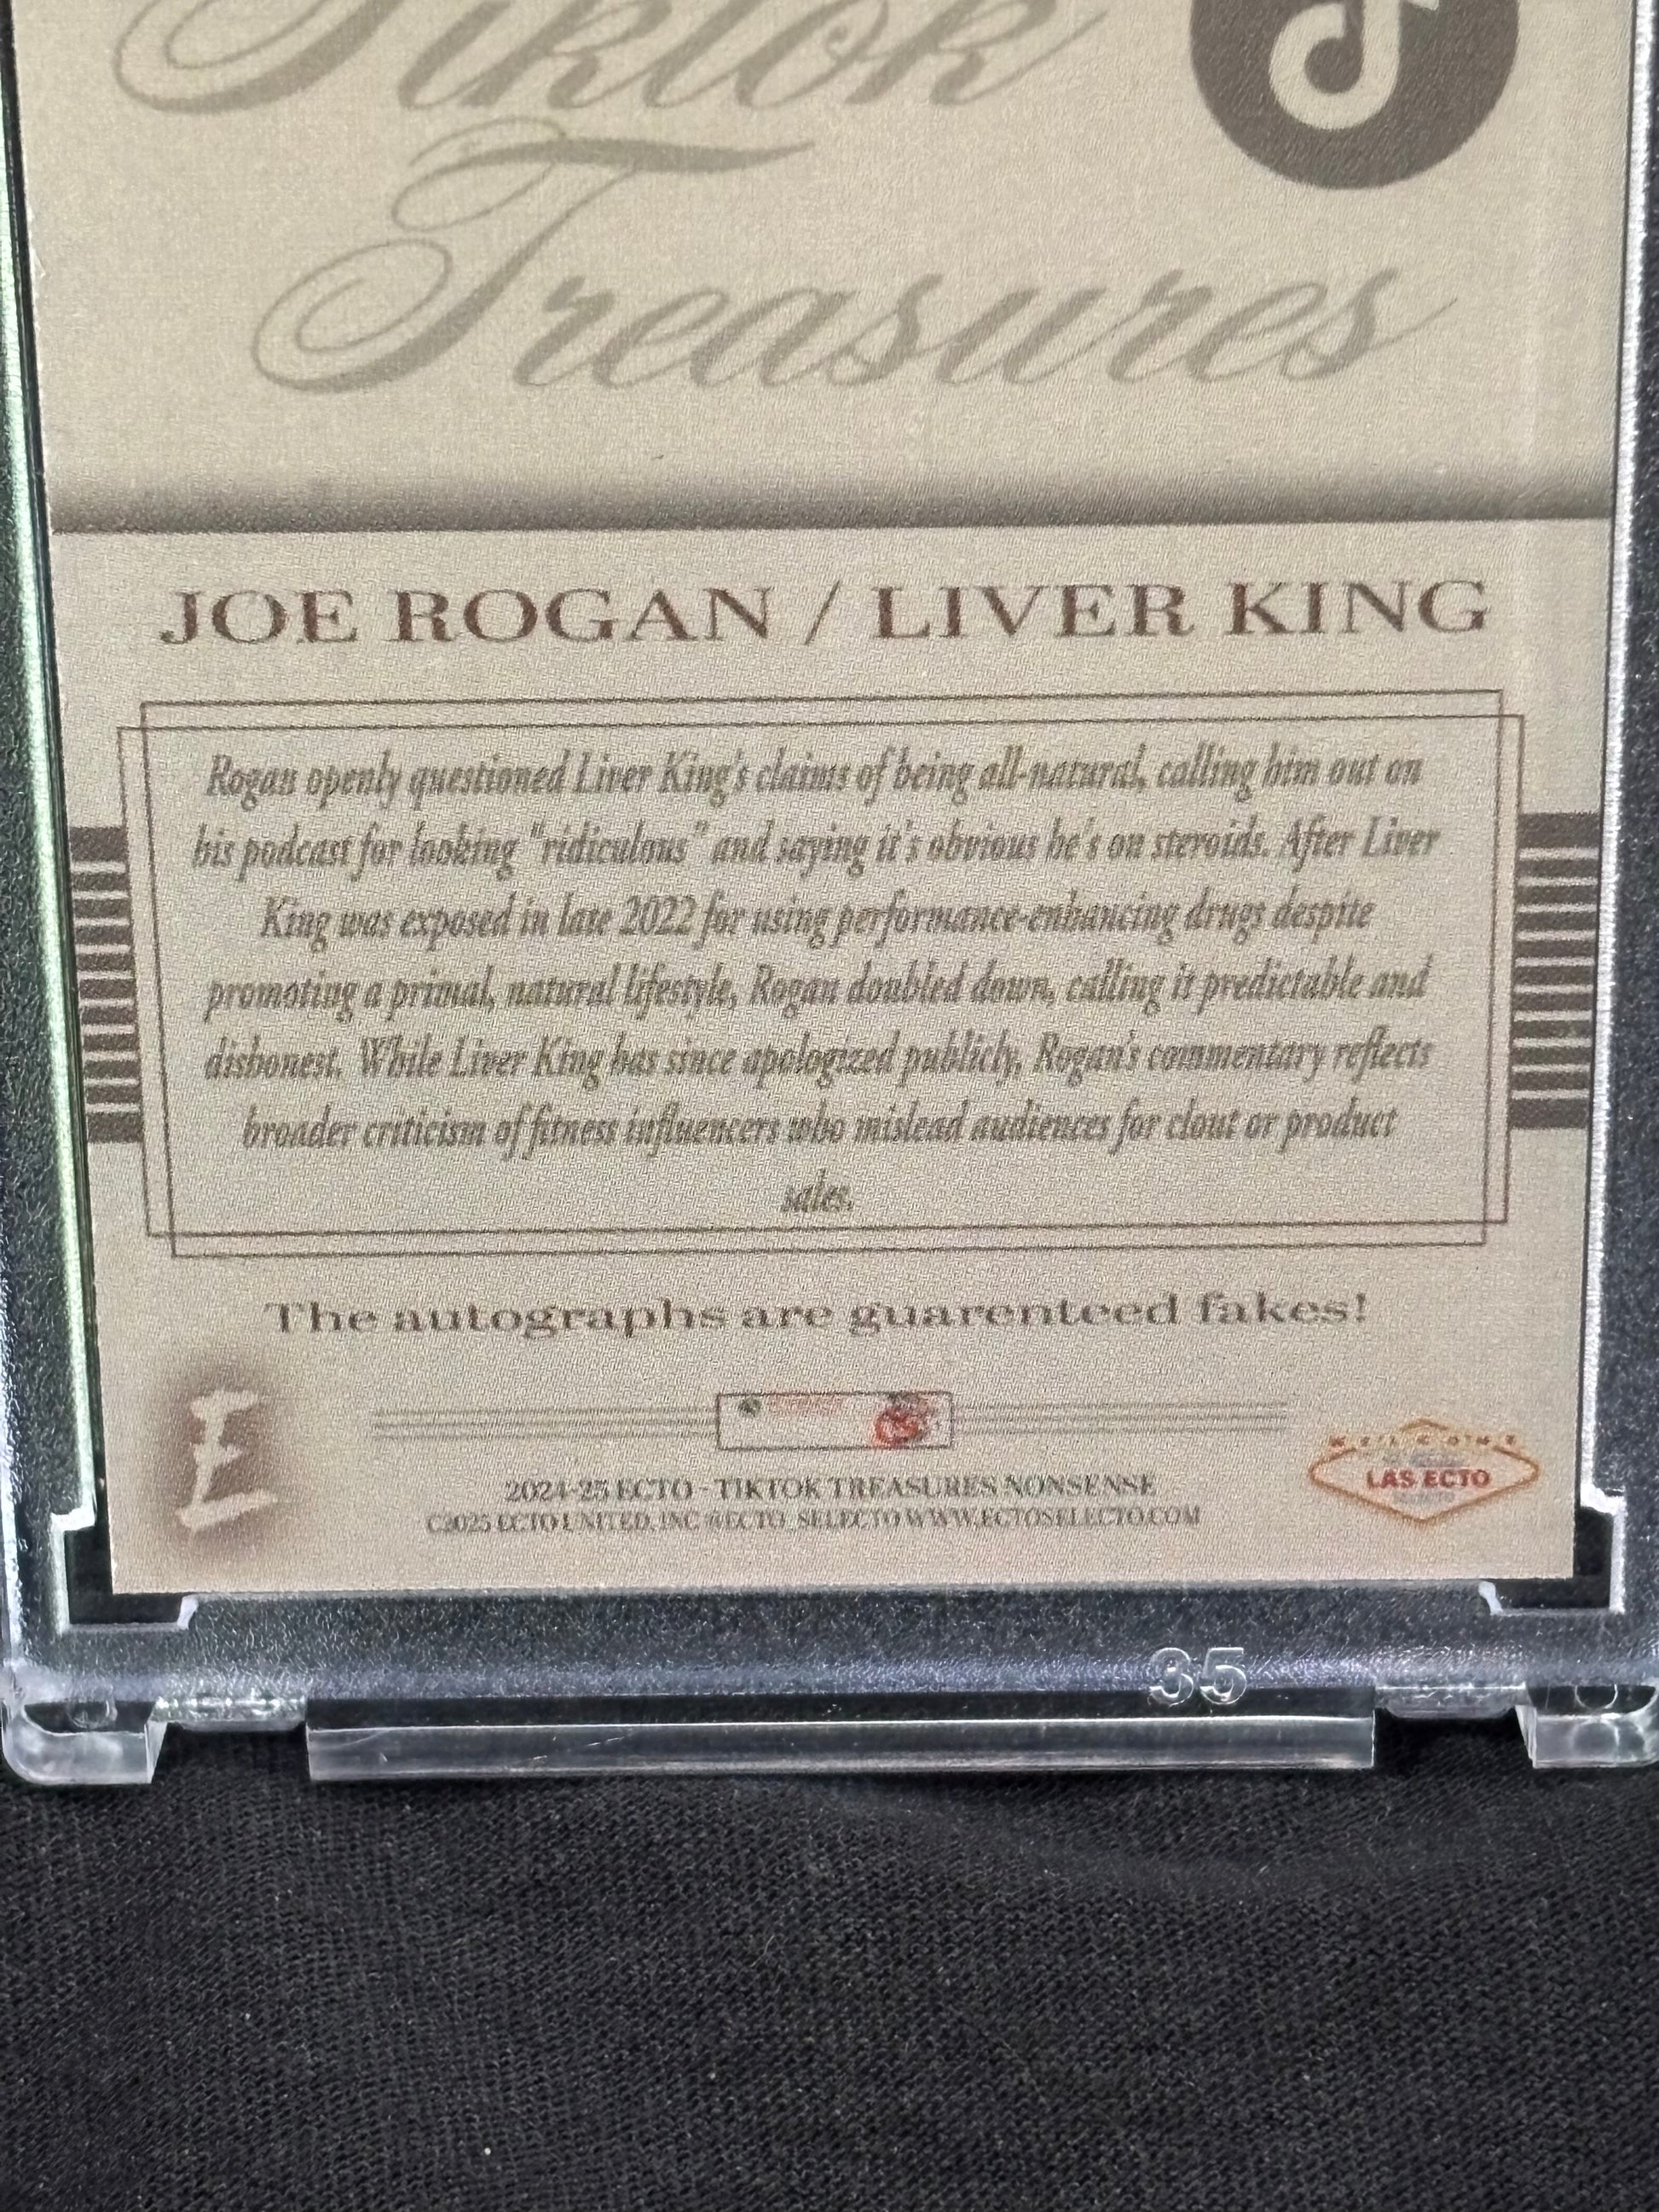 Tiktok
Treasures
JOE ROGAN / LIVER KING
Rogan openly questioned Liver King's claims of being all-natural, calling him out on
his podcast for looking "ridiculous" and saying it's obvious he's on steroids. After Liver
King was exposed in late 2022 for using performance-enhancing drugs despite
promoting a primal, natural lifestyle, Rogan doubled down, calling it predictable and
dishonest. While Liver King has since apologized publicly, Rogan's commentary reflects
broader criticism of fitness influencers who mislead audiences for clout or product
sales.
The autographs are guarenteed fakes!
E
WELCOME
LAS ECTO
2024-25 ECTO - TIKTOK TREASURES NONSENSE
©2025 ECTO UNITED, INC @ECTO_SELECTO WWW.ECTOSELECTO.COM
35